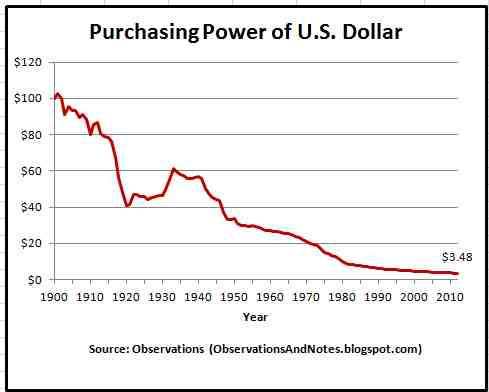 Purchasing Power of U.S. Dollar
$120
$100
$80
$60
$40
$20
$0
$3.48
1900 1910 1920 1930 1940 1950 1960 1970 1980 1990 2000 2010
Year
Source: Observations (ObservationsAndNotes.blogspot.com)